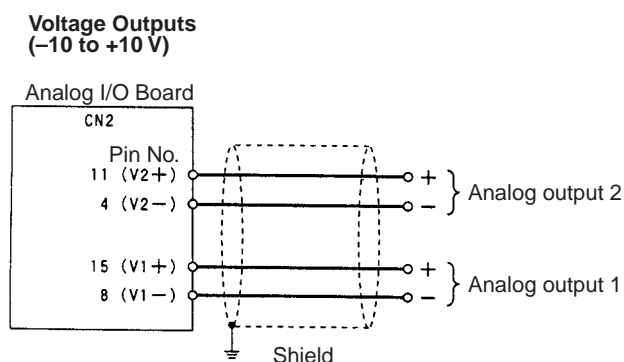 Voltage Outputs
(–10 to +10 V)
Analog I/O Board
CN2
Pin No.
11 (V2+)
+
4 (V2−)
−
Analog output 2
15 (V1+)
+
8 (V1−)
−
Analog output 1
Shield